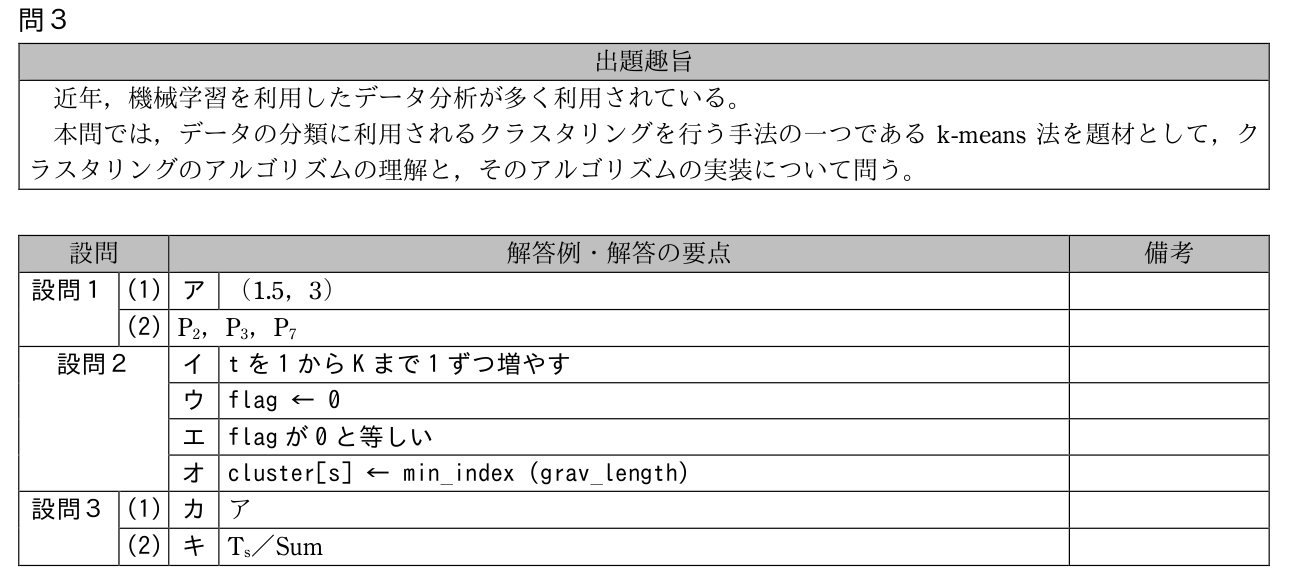 問3
出題趣旨
近年，機械学習を利用したデータ分析が多く利用されている。
本問では，データの分類に利用されるクラスタリングを行う手法の一つである k-means 法を題材として，ク
ラスタリングのアルゴリズムの理解と，そのアルゴリズムの実装について問う。
設問 解答例・解答の要点 備考
設問1 (1) ア （1.5，3）
(2) P₂，P₃，P₇
設問2 イ tを1からKまで1ずつ増やす
ウ flag ← 0
エ flagが0と等しい
オ cluster[s] ← min_index (grav_length)
設問3 (1) カ ア
(2) キ Tₛ／Sum